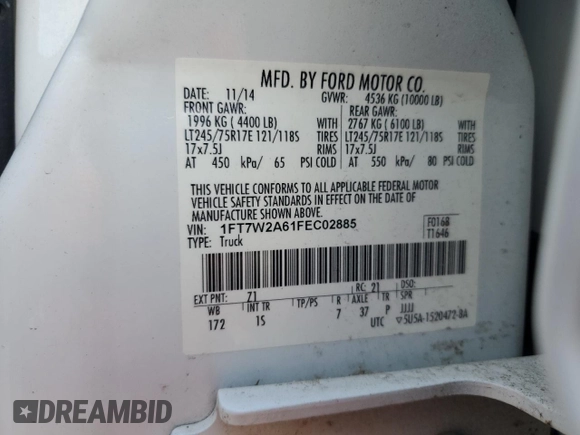 MFD. BY FORD MOTOR CO.
DATE: 11/14 GVWR: 4536 KG (10000 LB)
FRONT GAWR: REAR GAWR:
1996 KG ( 4400 LB) WITH 2767 KG ( 6100 LB) WITH
LT245/75R17E 121/118S TIRES LT245/75R17E 121/118S TIRES
17x7.5J RIMS 17x7.5J RIMS
AT 450 kPa/ 65 PSI COLD AT 550 kPa/ 80 PSI COLD
THIS VEHICLE CONFORMS TO ALL APPLICABLE FEDERAL MOTOR
VEHICLE SAFETY STANDARDS IN EFFECT ON THE DATE OF
MANUFACTURE SHOWN ABOVE.
VIN: 1FT7W2A61FEC02885 F0168
TYPE: Truck T1646
EXT PNT: Z1 RC: 21 DSO:
WB INT TR TP/PS R AXLE TR SPR
172 1S 7 37 P JJJJ
UTC ▽5U5A-1520472-BA
DREAMBID